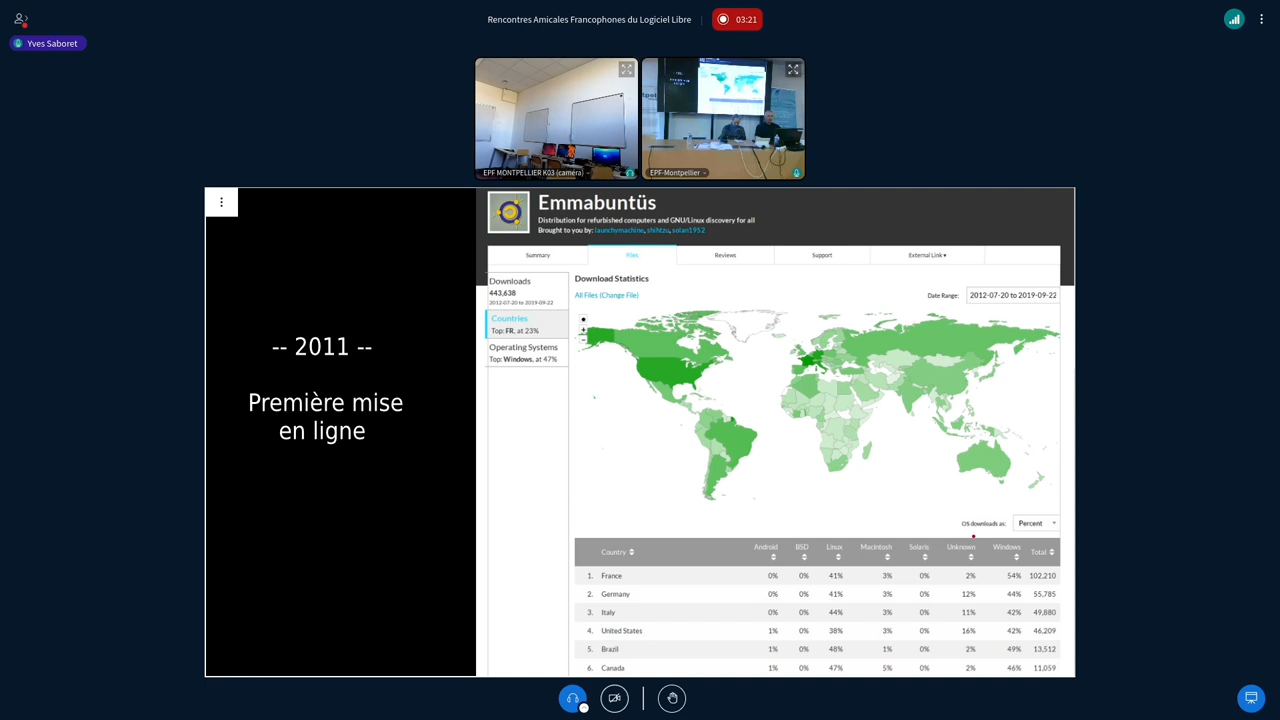 Rencontres Amicales Francophones du Logiciel Libre
03:21
Yves Saboret
EPF MONTPELLIER K03 (caméra)
EPF-Montpellier
-- 2011 --
Première mise
en ligne
Emmabuntüs
Distribution for refurbished computers and GNU/Linux discovery for all
Brought to you by: launchymachine, shihtzu, solan1952
Summary Files Reviews Support External Link ▾
Downloads
443,638
2012-07-20 to 2019-09-22
Countries
Top: FR, at 23%
Operating Systems
Top: Windows, at 47%
Download Statistics
All Files (Change File)
Date Range: 2012-07-20 to 2019-09-22
+
−
OS downloads as: Percent
Country Android BSD Linux Macintosh Solaris Unknown Windows Total
1. France 0% 0% 41% 3% 0% 2% 54% 102,210
2. Germany 0% 0% 41% 3% 0% 12% 44% 55,785
3. Italy 0% 0% 44% 3% 0% 11% 42% 49,880
4. United States 1% 0% 38% 3% 0% 16% 42% 46,209
5. Brazil 1% 0% 48% 1% 0% 2% 49% 13,512
6. Canada 1% 0% 47% 5% 0% 2% 46% 11,059